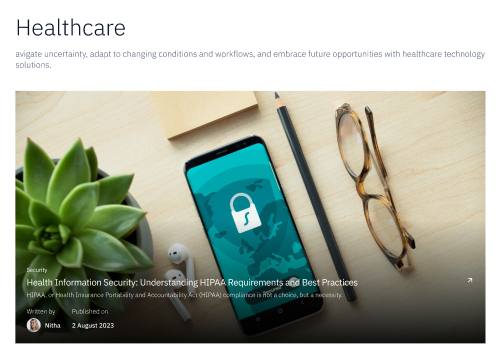 Healthcare
avigate uncertainty, adapt to changing conditions and workflows, and embrace future opportunities with healthcare technology
solutions.
Security
Health Information Security: Understanding HIPAA Requirements and Best Practices
HIPAA, or Health Insurance Portability and Accountability Act (HIPAA) compliance is not a choice, but a necessity.
Written by Published on
Nitha 2 August 2023